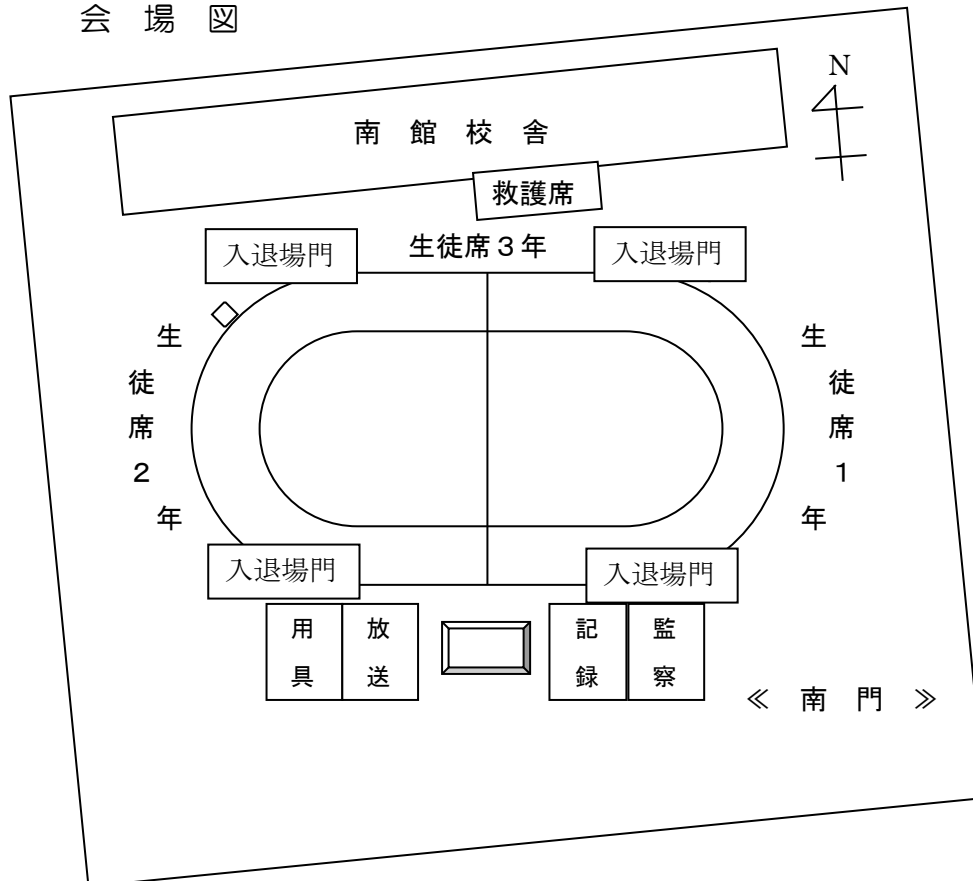 会 場 図
N
南 館 校 舎
救護席
入退場門
生徒席３年
入退場門
生徒席２年
生徒席１年
入退場門
入退場門
用具
放送
記録
監察
≪ 南 門 ≫